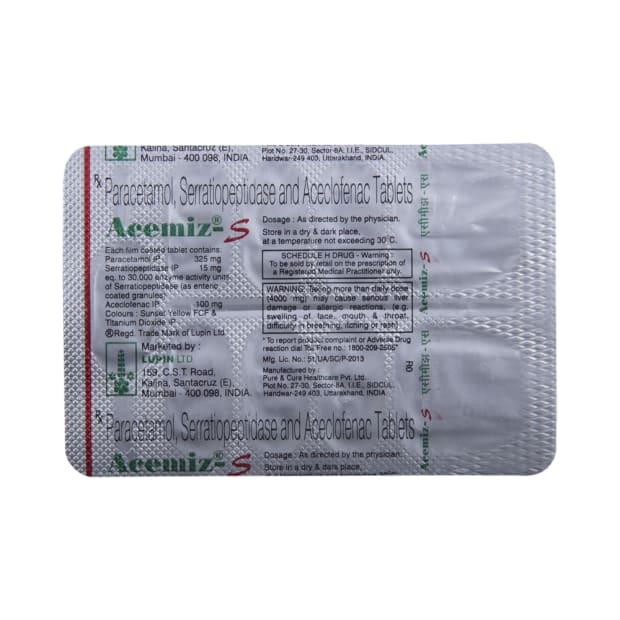 Kalina, Santacruz (E),
Mumbai - 400 098, INDIA.
Plot No. 27-30, Sector-8A, I.I.E., SIDCUL,
Haridwar-249 403, Uttarakhand, INDIA.
Rx Paracetamol, Serratiopeptidase and Aceclofenac Tablets
Acemiz®-S
Each film coated tablet contains:
Paracetamol IP 325 mg
Serratiopeptidase IP 15 mg
eq. to 30,000 enzyme activity units
of Serratiopeptidase (as enteric
coated granules)
Aceclofenac IP 100 mg
Colours : Sunset Yellow FCF &
Titanium Dioxide IP
®Regd. Trade Mark of Lupin Ltd.
Marketed by :
LUPIN LTD
159, C.S.T. Road,
Kalina, Santacruz (E),
Mumbai - 400 098, INDIA.
Dosage : As directed by the physician.
Store in a dry & dark place,
at a temperature not exceeding 30°C.
SCHEDULE H DRUG - Warning :
To be sold by retail on the prescription of
a Registered Medical Practitioner only.
WARNING: Taking more than daily dose
(4000 mg) may cause serious liver
damage or allergic reactions, (e.g.
swelling of face, mouth & throat,
difficulty in breathing, itching or rash)
"To report product complaint or Adverse Drug
reaction dial Toll Free no.: 1800-209-2505"
Mfg. Lic. No.: 51/UA/SC/P-2013
Manufactured by :
Pure & Cure Healthcare Pvt. Ltd.
Plot No. 27-30, Sector-8A, I.I.E., SIDCUL,
Haridwar-249 403, Uttarakhand, INDIA.
RD
Rx Paracetamol, Serratiopeptidase and Aceclofenac Tablets
Acemiz®-S
Dosage : As directed by the physician.
Store in a dry & dark place,
Acemiz-S एसीमीझ-एस
Acemiz-S एसीमीझ-एस